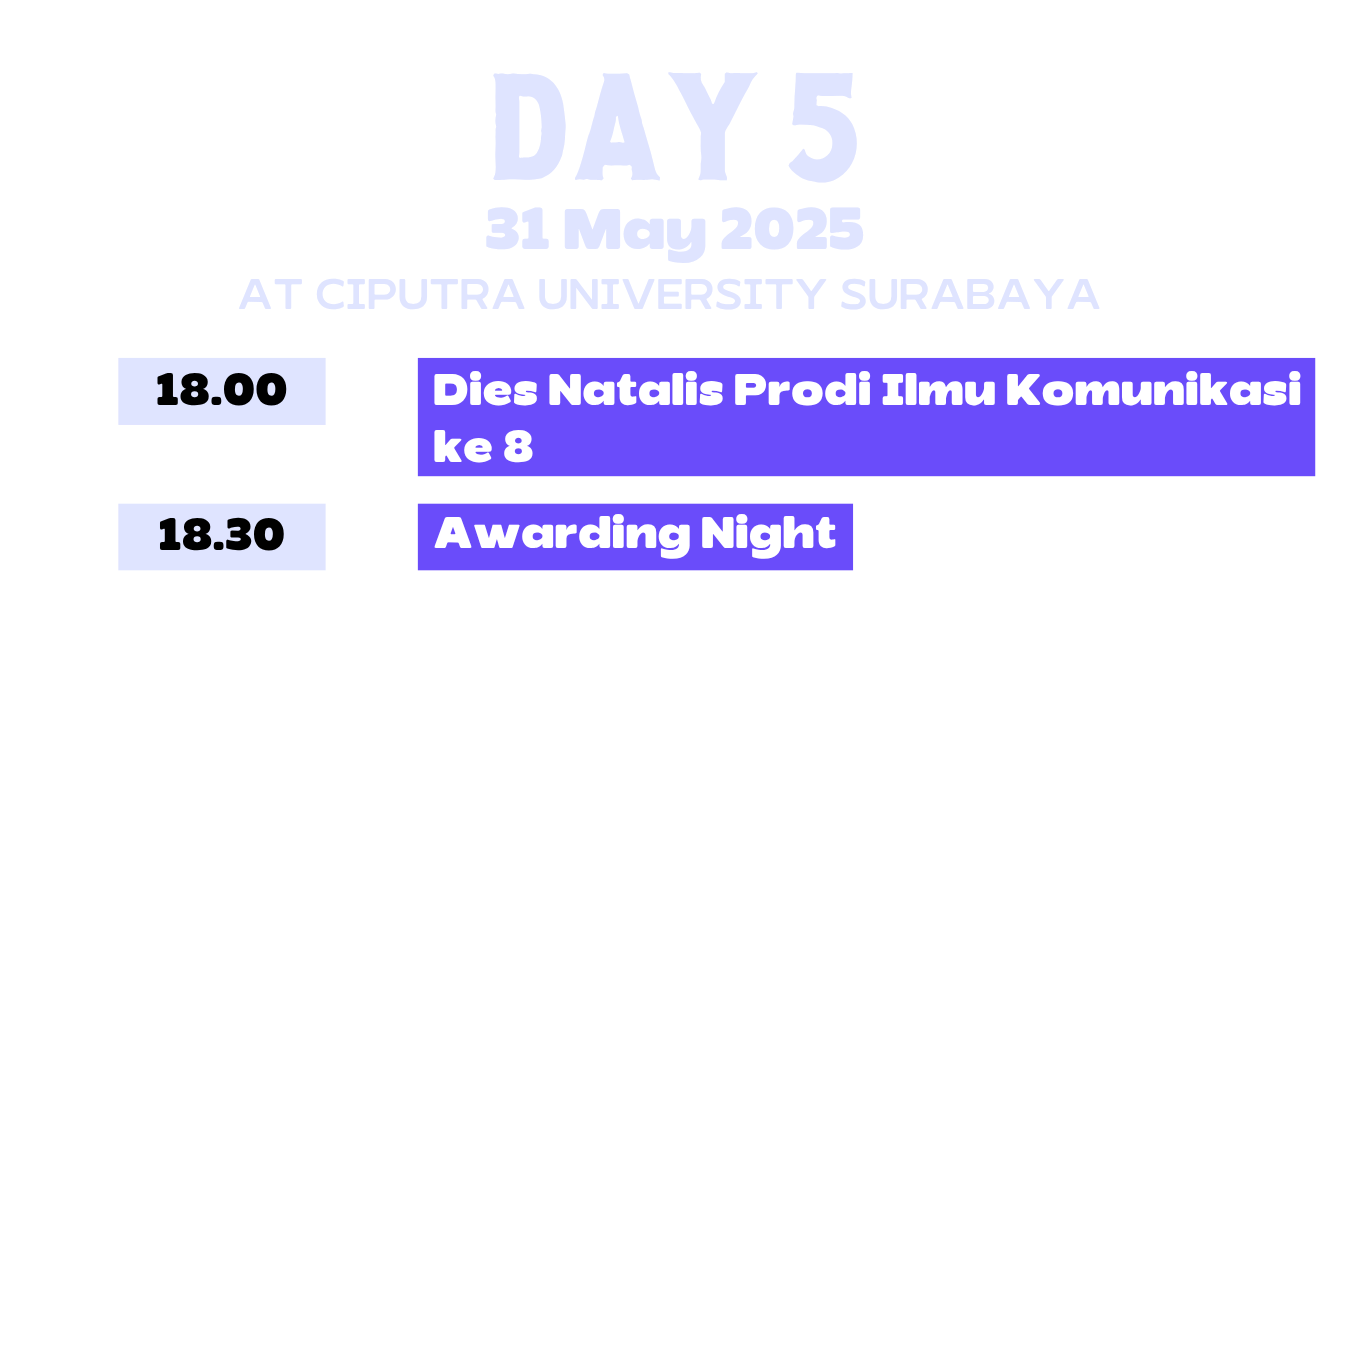 DAY 5
31 May 2025
AT CIPUTRA UNIVERSITY SURABAYA
18.00
Dies Natalis Prodi Ilmu Komunikasi
ke 8
18.30
Awarding Night